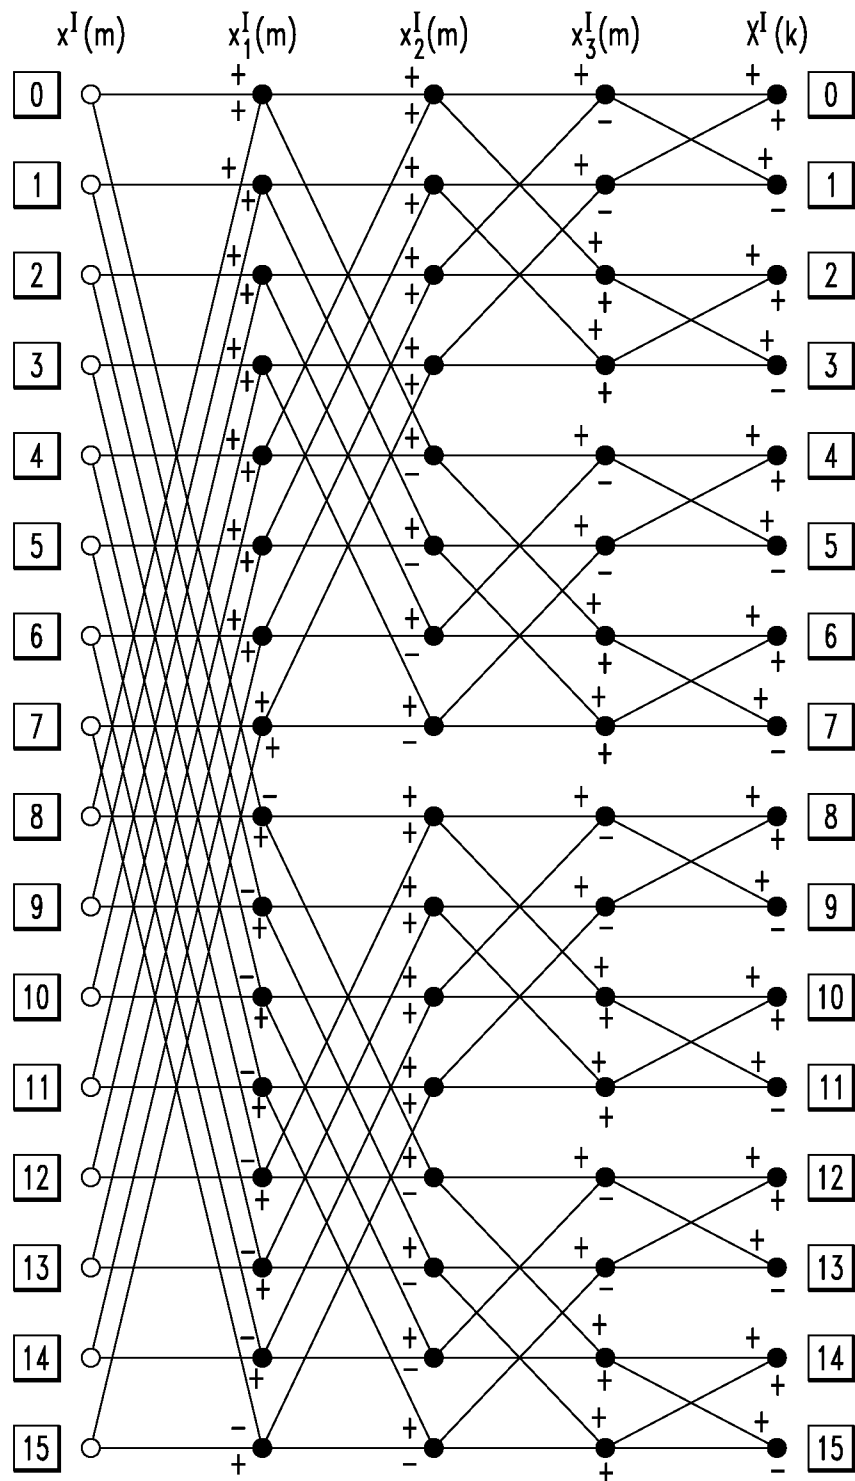 x^I(m) x_1^I(m) x_2^I(m) x_3^I(m) X^I(k)
+ + + +
0 0
+ + − +
+ + + +
1 1
+ + − −
+ + + +
2 2
+ + + +
+ + + +
3 3
+ + + −
+ + + +
4 4
+ − − +
+ + + +
5 5
+ − − −
+ + + +
6 6
+ − + +
+ + + +
7 7
+ − + −
− + + +
8 8
+ + − +
− + + +
9 9
+ + − −
− + + +
10 10
+ + + +
− + + +
11 11
+ + + −
− + + +
12 12
+ − − +
− + + +
13 13
+ − − −
− + + +
14 14
+ − + +
− + + +
15 15
+ − + −